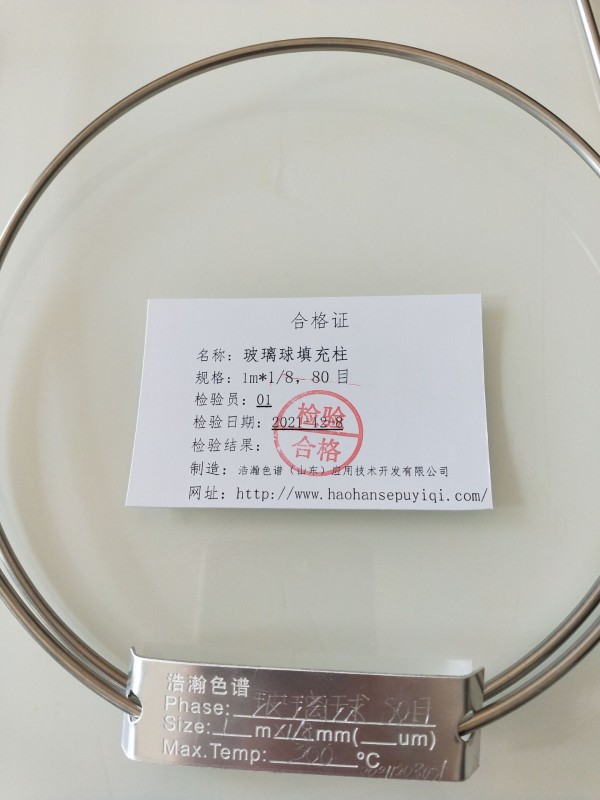 合格证
名称：玻璃球填充柱
规格：1m*1/8，80目
检验员：01
检验日期：2021-12-8
检验结果：
检验
合格
制造：浩瀚色谱（山东）应用技术开发有限公司
网址：http://www.haohansepuyiqi.com/
浩瀚色谱
Phase: 玻璃球 80目
Size: 1 m×1/8mm(___um)
Max.Temp: 300 ℃